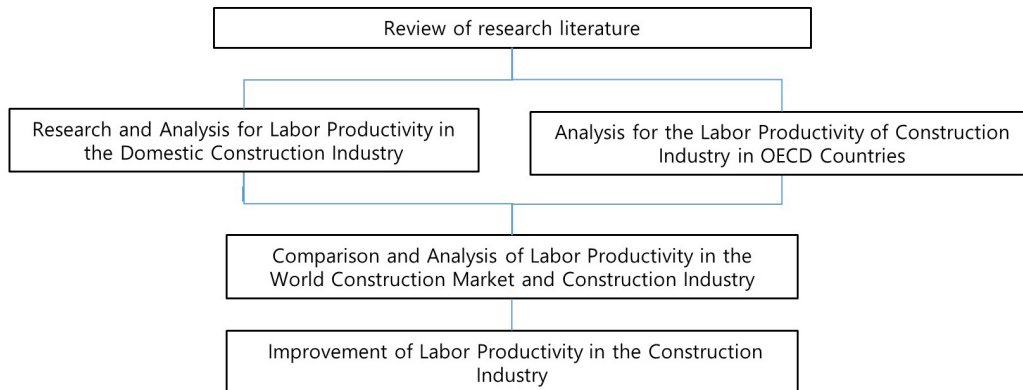 Review of research literature
Research and Analysis for Labor Productivity in
the Domestic Construction Industry
Analysis for the Labor Productivity of Construction
Industry in OECD Countries
Comparison and Analysis of Labor Productivity in the
World Construction Market and Construction Industry
Improvement of Labor Productivity in the Construction
Industry